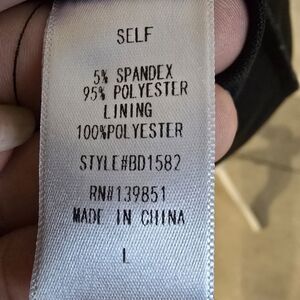 SELF
5% SPANDEX
95% POLYESTER
LINING
100%POLYESTER
STYLE#BD1582
RN#139851
MADE IN CHINA
L